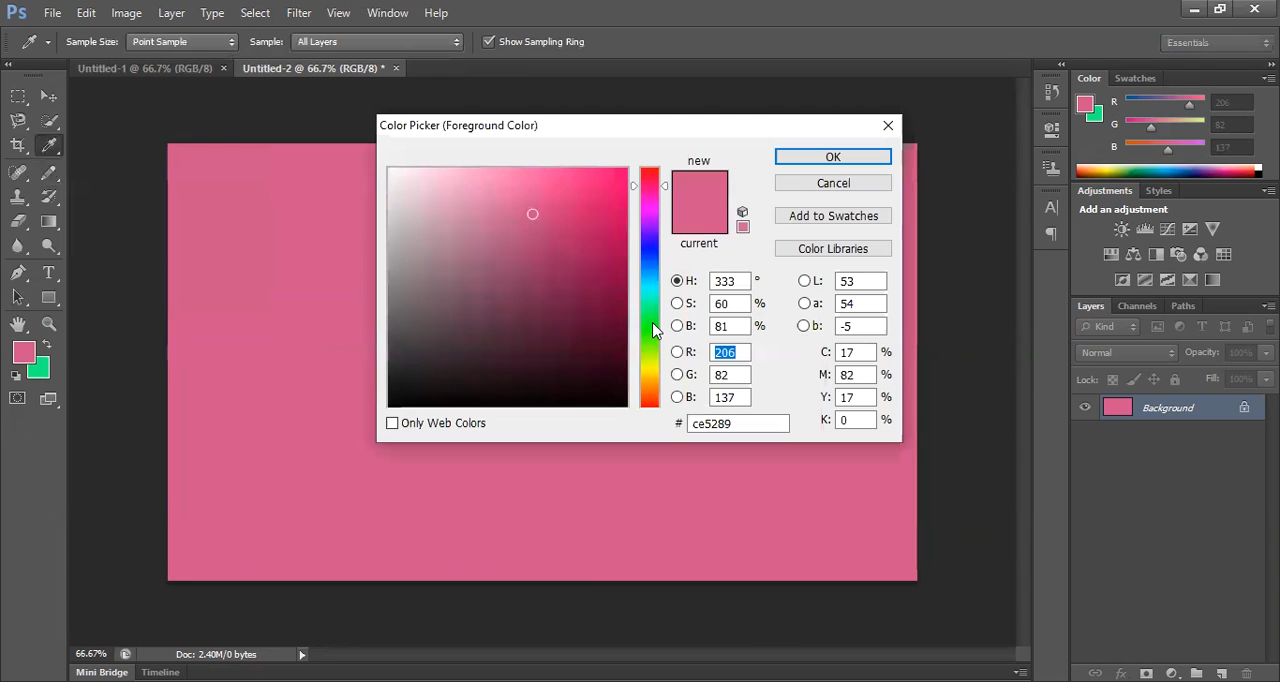 Ps File Edit Image Layer Type Select Filter View Window Help
Sample Size: Point Sample Sample: All Layers Show Sampling Ring Essentials
Untitled-1 @ 66.7% (RGB/8) × Untitled-2 @ 66.7% (RGB/8) * ×
Color Swatches
R 206
G 82
B 137
Color Picker (Foreground Color)
new
current
OK
Cancel
Add to Swatches
Color Libraries
H: 333 °
S: 60 %
B: 81 %
R: 206
G: 82
B: 137
# ce5289
L: 53
a: 54
b: -5
C: 17 %
M: 82 %
Y: 17 %
K: 0 %
Only Web Colors
Adjustments Styles
Add an adjustment
Layers Channels Paths
Kind
Normal Opacity: 100%
Lock: Fill: 100%
Background
66.67% Doc: 2.40M/0 bytes
Mini Bridge Timeline